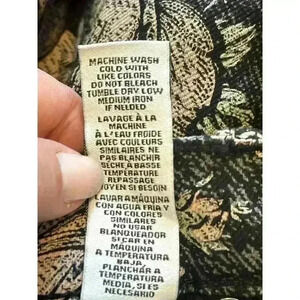 MACHINE WASH
COLD WITH
LIKE COLORS
DO NOT BLEACH
TUMBLE DRY LOW
MEDIUM IRON
IF NEEDED
LAVAGE À LA
MACHINE
À L'EAU FROIDE
AVEC COULEURS
SIMILAIRES NE
PAS BLANCHIR
SÈCHE À BASSE
TEMPÉRATURE
REPASSAGE
MOYEN SI BESOIN
LAVAR A MÁQUINA
CON AGUA FRÍA Y
CON COLORES
SIMILARES
NO USAR
BLANQUEADOR
SECAR EN
MÁQUINA
A TEMPERATURA
BAJA,
PLANCHAR A
TEMPERATURA
MEDIA, SI ES
NECESARIO